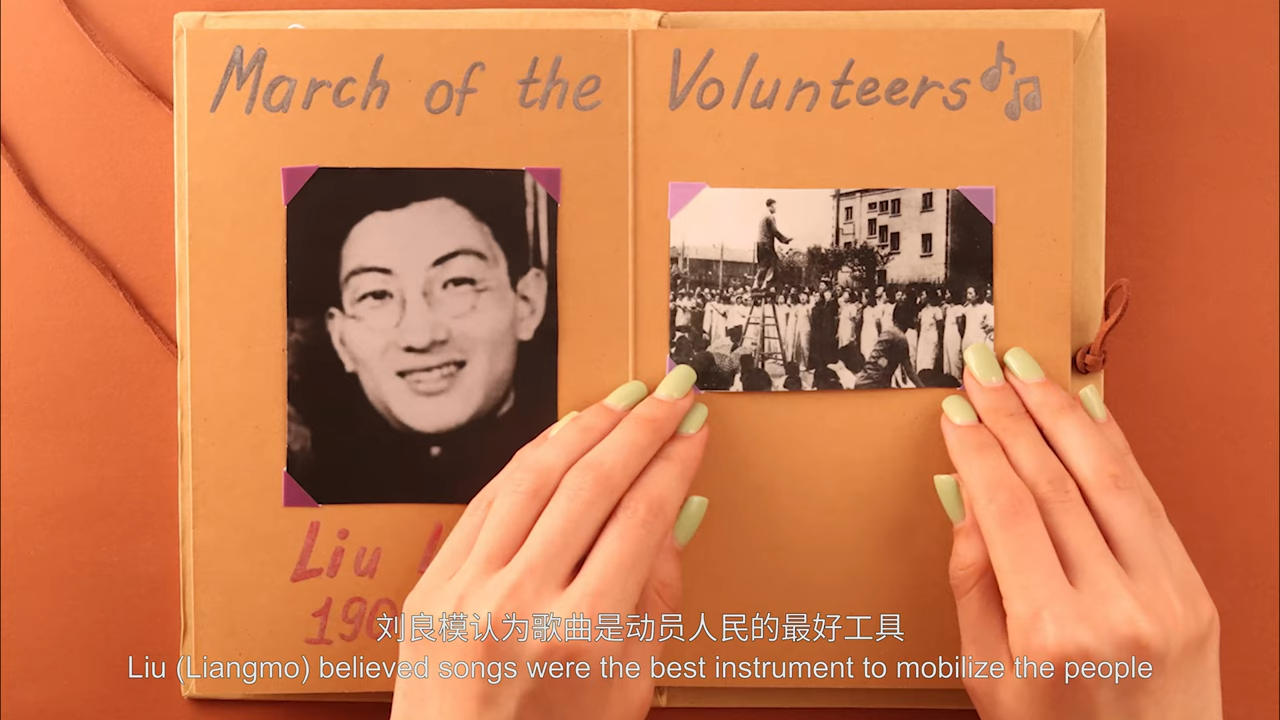 March of the Volunteers
Liu
190
刘良模认为歌曲是动员人民的最好工具
Liu (Liangmo) believed songs were the best instrument to mobilize the people